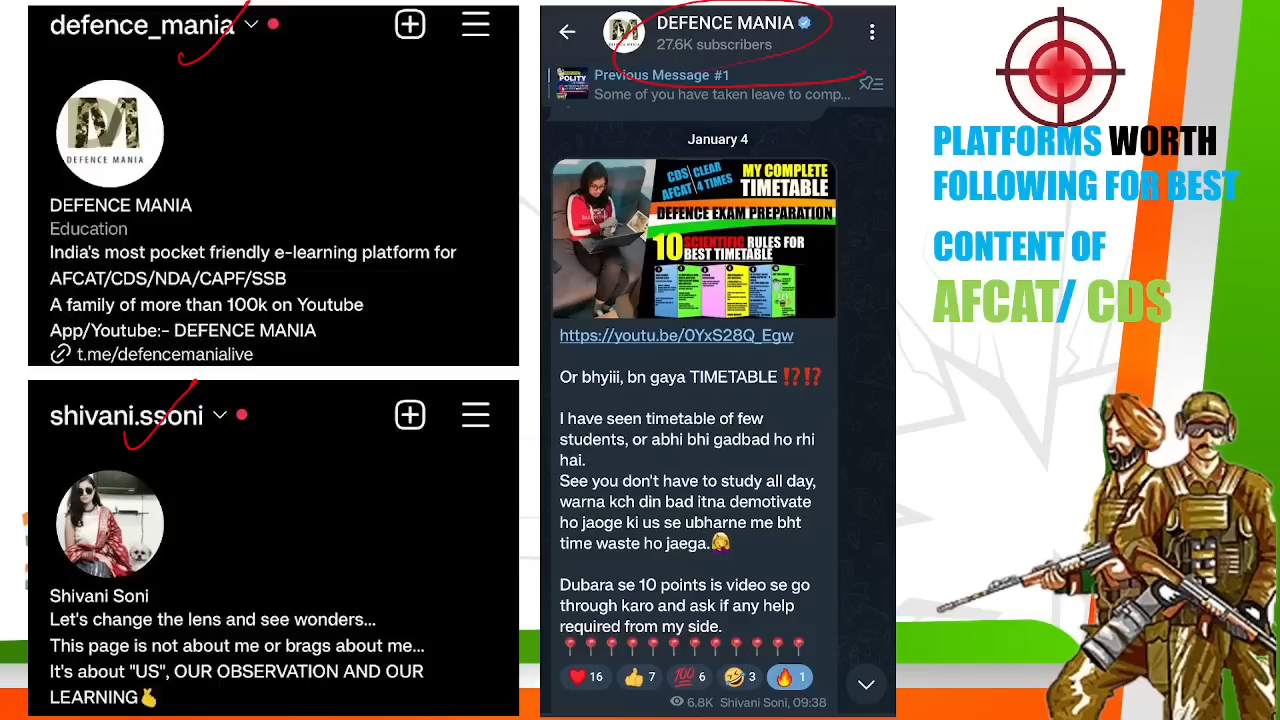 defence_mania
DEFENCE MANIA
DEFENCE MANIA
Education
India's most pocket friendly e-learning platform for
AFCAT/CDS/NDA/CAPF/SSB
A family of more than 100k on Youtube
App/Youtube:- DEFENCE MANIA
t.me/defencemanialive
shivani.ssoni
Shivani Soni
Let's change the lens and see wonders...
This page is not about me or brags about me...
It's about "US", OUR OBSERVATION AND OUR
LEARNING🫰
DEFENCE MANIA
27.6K subscribers
POLITY
Previous Message #1
Some of you have taken leave to comp...
January 4
CDS CLEAR
AFCAT 4 TIMES
MY COMPLETE
TIMETABLE
DEFENCE EXAM PREPARATION
10 SCIENTIFIC RULES FOR
BEST TIMETABLE
https://youtu.be/0YxS28Q_Egw
Or bhyiii, bn gaya TIMETABLE ⁉️⁉️
I have seen timetable of few
students, or abhi bhi gadbad ho rhi
hai.
See you don't have to study all day,
warna kch din bad itna demotivate
ho jaoge ki us se ubharne me bht
time waste ho jaega.🤦‍♀️
Dubara se 10 points is video se go
through karo and ask if any help
required from my side.
📍📍📍📍📍📍📍📍📍📍📍📍
❤️ 16 👍 7 💯 6 🤣 3 🔥 1
6.8K Shivani Soni, 09:38
PLATFORMS WORTH
FOLLOWING FOR BEST
CONTENT OF
AFCAT/ CDS